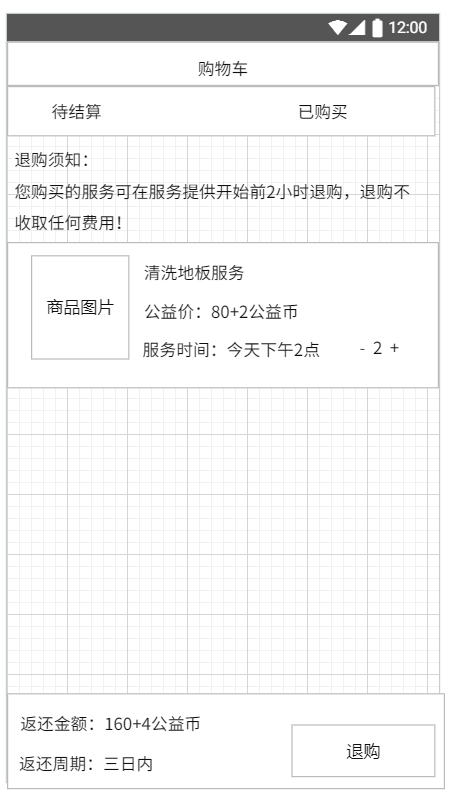 12:00
购物车
待结算 已购买
退购须知：
您购买的服务可在服务提供开始前2小时退购，退购不
收取任何费用！
商品图片
清洗地板服务
公益价：80+2公益币
服务时间：今天下午2点 - 2 +
返还金额：160+4公益币
返还周期：三日内
退购